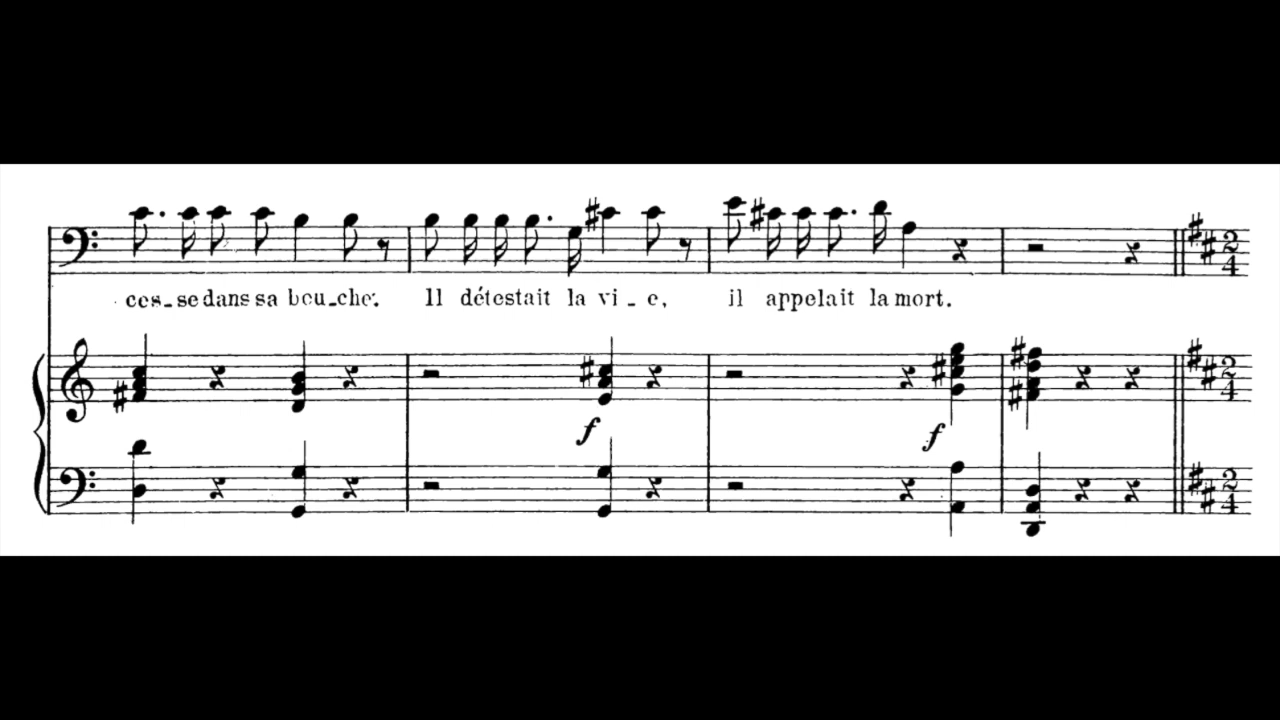 ces_se dans sa bou_che. Il détestait la vi_e, il appelait la mort.
f f